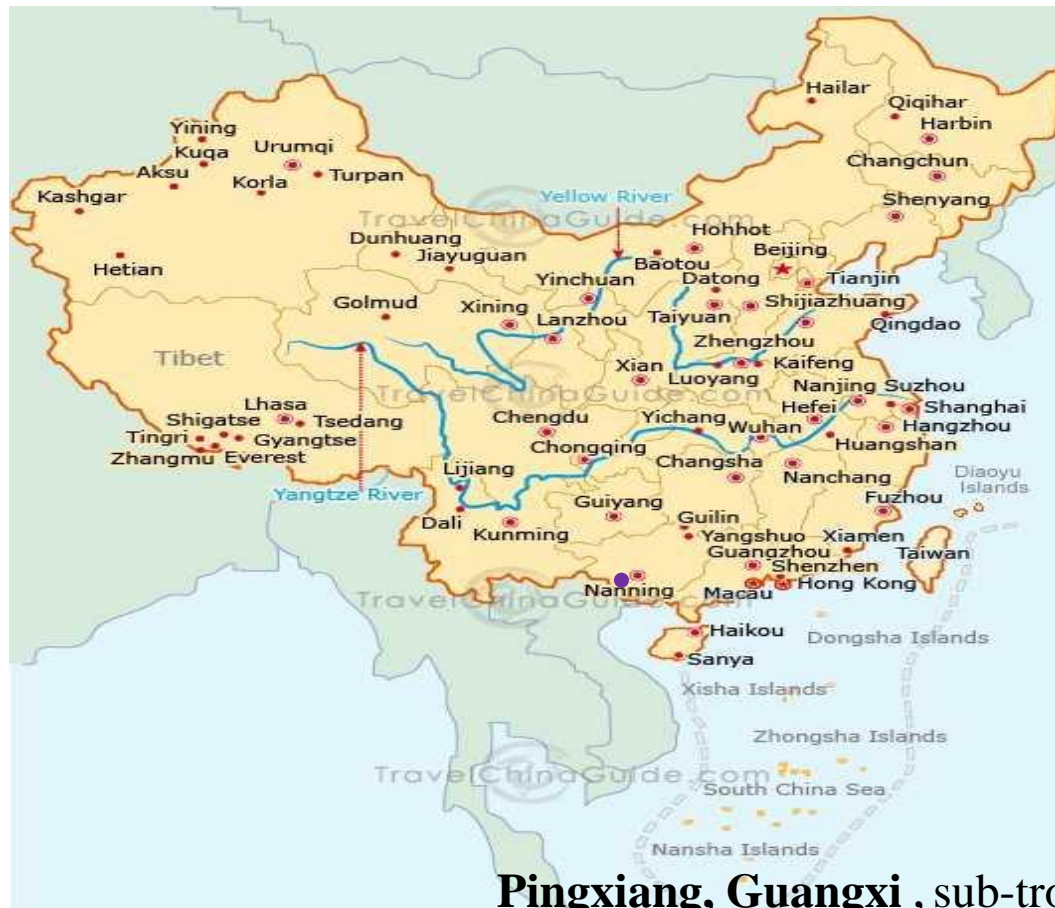 Hailar
Qiqihar
Harbin
Yining
Kuqa
Urumqi
Changchun
Aksu
Korla
Turpan
Kashgar
Yellow River
Shenyang
TravelChinaGuide.com
Dunhuang
Hohhot
Beijing
Jiayuguan
Baotou
Hetian
Yinchuan
Datong
Tianjin
Golmud
Xining
Lanzhou
Taiyuan
Shijiazhuang
Qingdao
Tibet
Zhengzhou
Xian
Luoyang
Kaifeng
TravelChinaGuide.com
Nanjing
Suzhou
Lhasa
Shigatse
Tsedang
Chengdu
Yichang
Hefei
Shanghai
Tingri
Gyangtse
Wuhan
Hangzhou
Zhangmu
Everest
Chongqing
Huangshan
Lijiang
Changsha
Nanchang
Diaoyu
Islands
Yangtze River
Guiyang
Fuzhou
Dali
Kunming
Guilin
Yangshuo
Xiamen
Guangzhou
Taiwan
Shenzhen
Nanning
Macau
Hong Kong
TravelChinaGuide.com
Haikou
Dongsha Islands
Sanya
Xisha Islands
Zhongsha Islands
TravelChinaGuide.com
South China Sea
Nansha Islands
Pingxiang, Guangxi , sub-tro